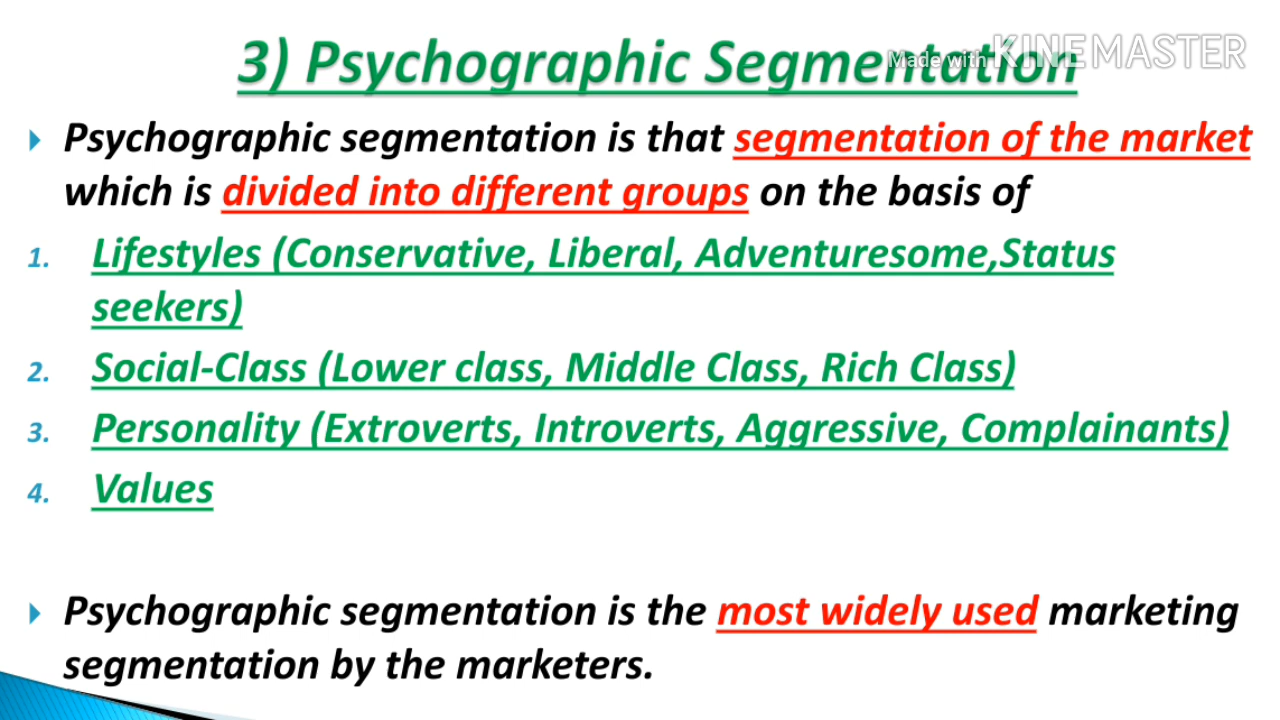 3) Psychographic Segmentation
Made with KINEMASTER
Psychographic segmentation is that segmentation of the market
which is divided into different groups on the basis of
1. Lifestyles (Conservative, Liberal, Adventuresome,Status
seekers)
2. Social-Class (Lower class, Middle Class, Rich Class)
3. Personality (Extroverts, Introverts, Aggressive, Complainants)
4. Values
Psychographic segmentation is the most widely used marketing
segmentation by the marketers.